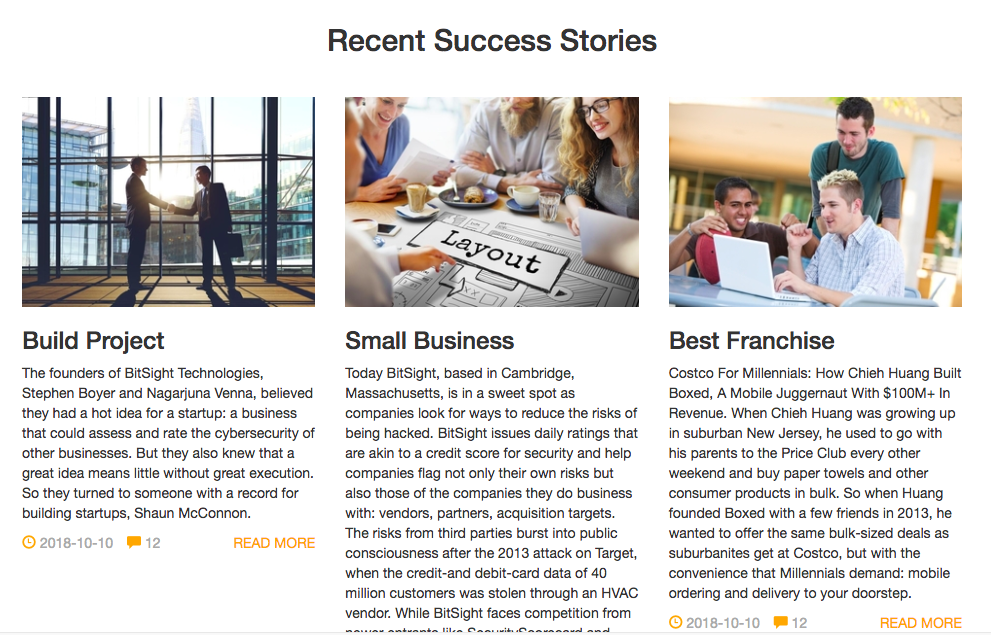 Recent Success Stories
Layout
Build Project
The founders of BitSight Technologies,
Stephen Boyer and Nagarjuna Venna, believed
they had a hot idea for a startup: a business
that could assess and rate the cybersecurity of
other businesses. But they also knew that a
great idea means little without great execution.
So they turned to someone with a record for
building startups, Shaun McConnon.
2018-10-10 12 READ MORE
Small Business
Today BitSight, based in Cambridge,
Massachusetts, is in a sweet spot as
companies look for ways to reduce the risks of
being hacked. BitSight issues daily ratings that
are akin to a credit score for security and help
companies flag not only their own risks but
also those of the companies they do business
with: vendors, partners, acquisition targets.
The risks from third parties burst into public
consciousness after the 2013 attack on Target,
when the credit-and debit-card data of 40
million customers was stolen through an HVAC
vendor. While BitSight faces competition from
newer entrants like SecurityScorecard and
Best Franchise
Costco For Millennials: How Chieh Huang Built
Boxed, A Mobile Juggernaut With $100M+ In
Revenue. When Chieh Huang was growing up
in suburban New Jersey, he used to go with
his parents to the Price Club every other
weekend and buy paper towels and other
consumer products in bulk. So when Huang
founded Boxed with a few friends in 2013, he
wanted to offer the same bulk-sized deals as
suburbanites get at Costco, but with the
convenience that Millennials demand: mobile
ordering and delivery to your doorstep.
2018-10-10 12 READ MORE